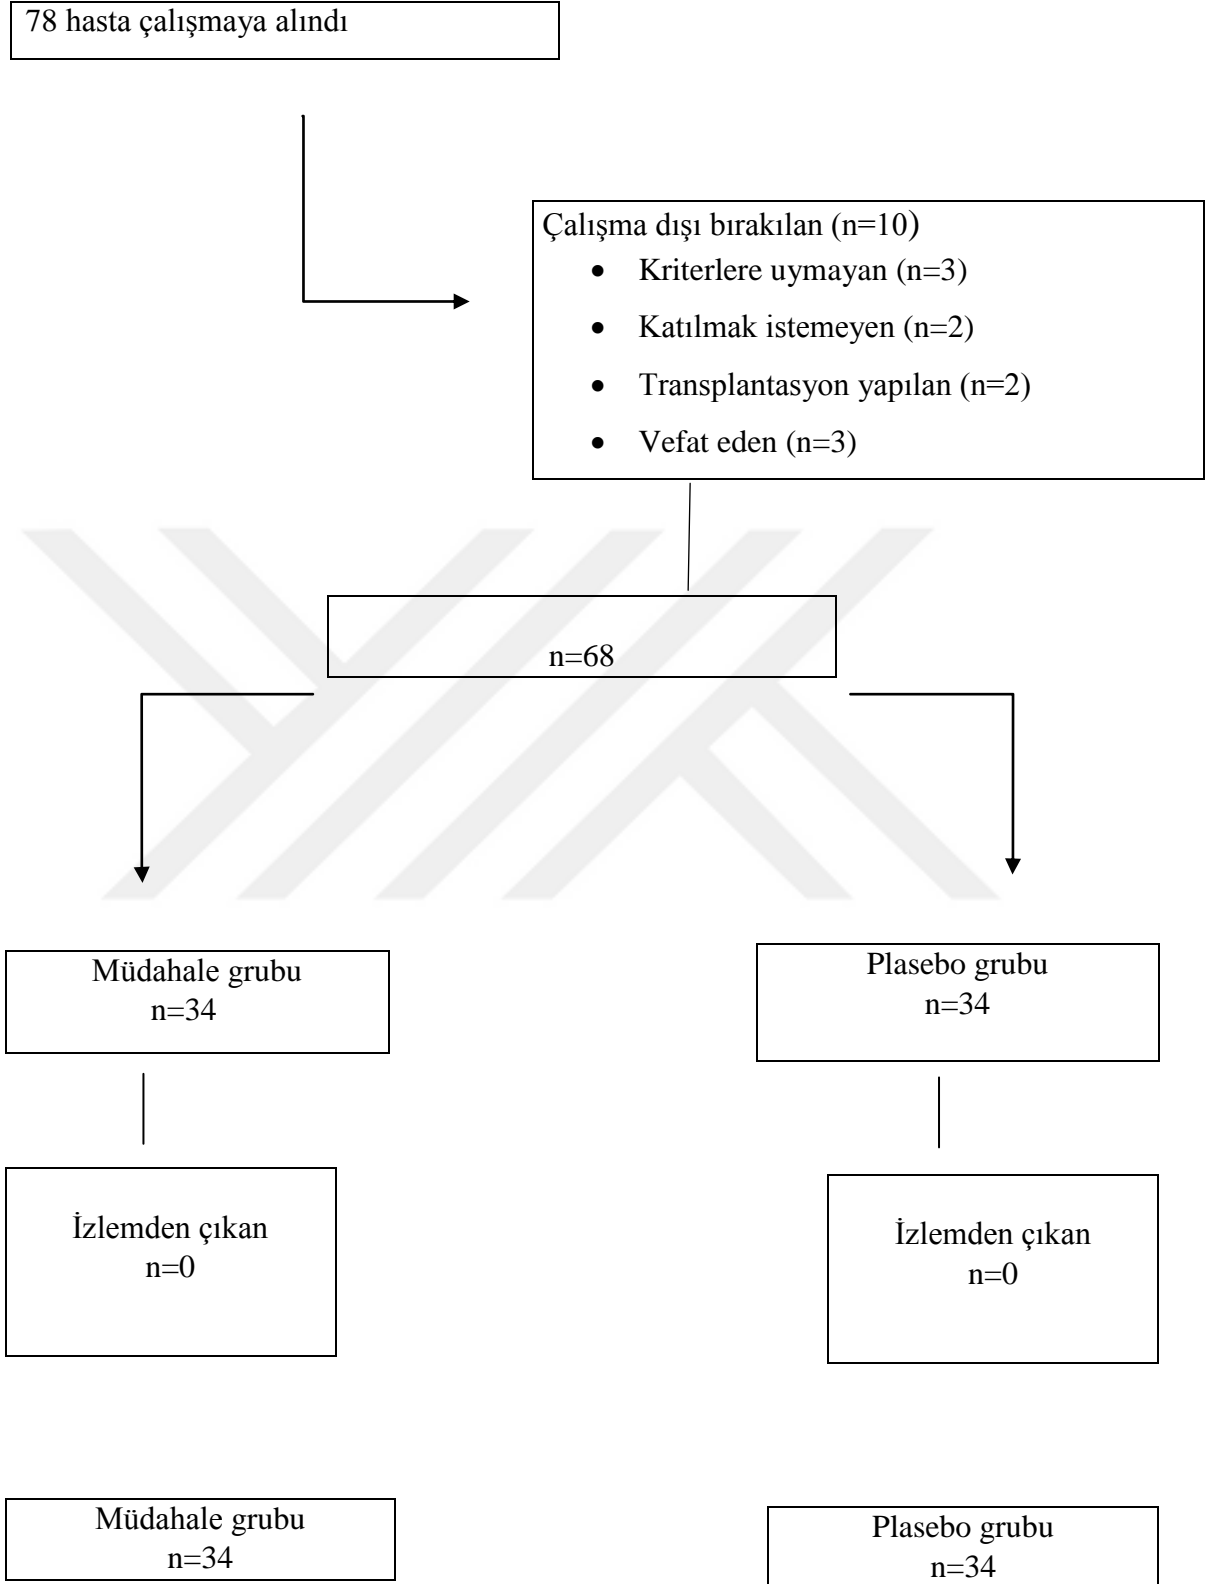 78 hasta çalışmaya alındı
Çalışma dışı bırakılan (n=10)
• Kriterlere uymayan (n=3)
• Katılmak istemeyen (n=2)
• Transplantasyon yapılan (n=2)
• Vefat eden (n=3)
n=68
Müdahale grubu
n=34
Plasebo grubu
n=34
İzlemden çıkan
n=0
İzlemden çıkan
n=0
Müdahale grubu
n=34
Plasebo grubu
n=34